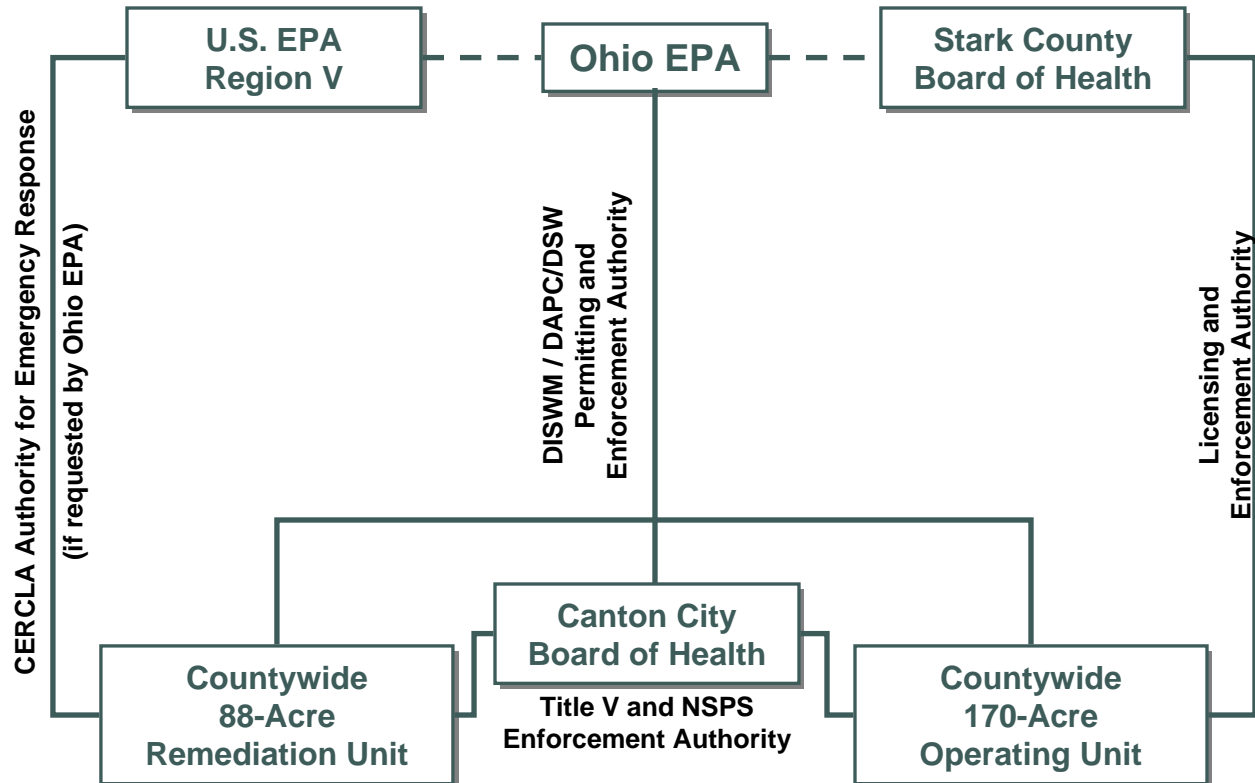 U.S. EPA
Region V
Ohio EPA
Stark County
Board of Health
CERCLA Authority for Emergency Response
(if requested by Ohio EPA)
DISWM / DAPC/DSW
Permitting and
Enforcement Authority
Licensing and
Enforcement Authority
Canton City
Board of Health
Title V and NSPS
Enforcement Authority
Countywide
88-Acre
Remediation Unit
Countywide
170-Acre
Operating Unit